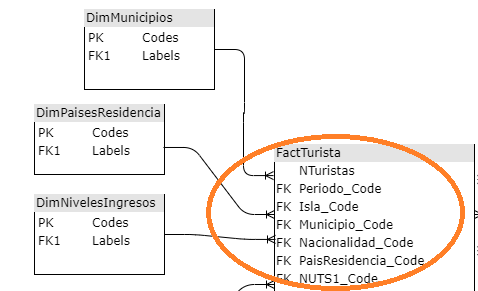 DimMunicipios
PK Codes
FK1 Labels
DimPaisesResidencia
PK Codes
FK1 Labels
DimNivelesIngresos
PK Codes
FK1 Labels
FactTurista
NTuristas
FK Periodo_Code
FK Isla_Code
FK Municipio_Code
FK Nacionalidad_Code
FK PaisResidencia_Code
FK NUTS1_Code